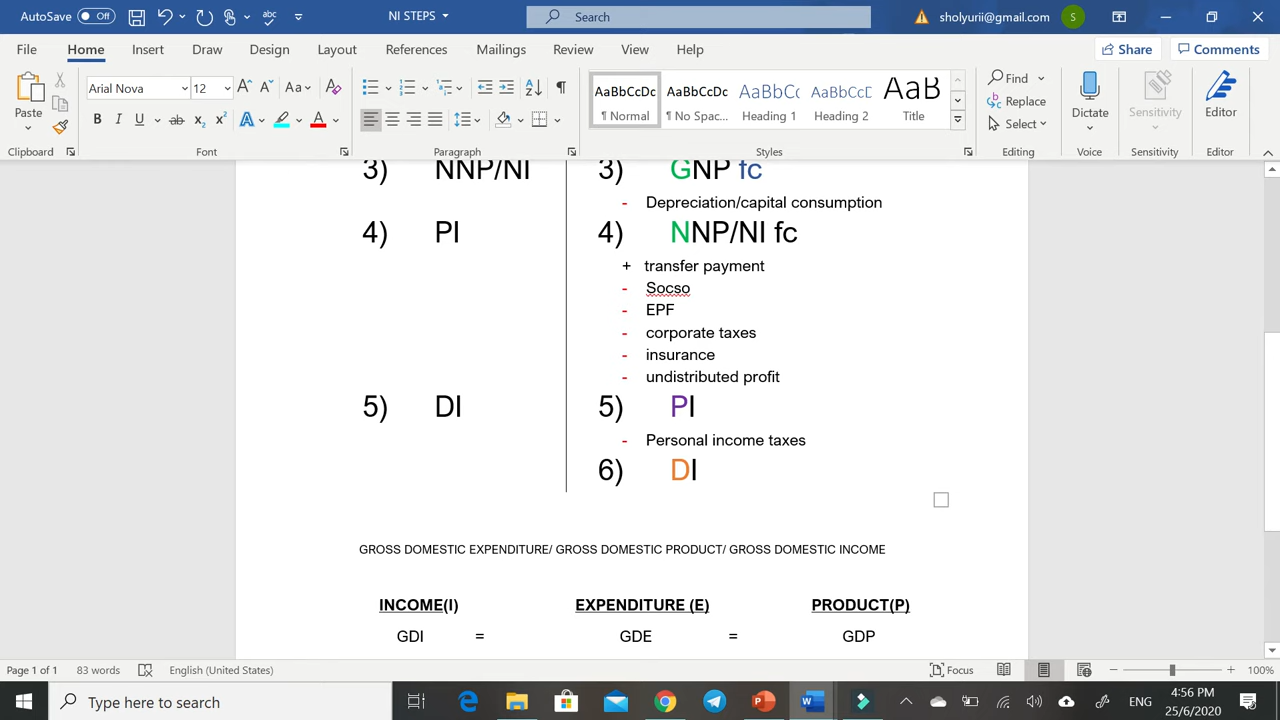 AutoSave Off
NI STEPS
Search
sholyurii@gmail.com
S
File Home Insert Draw Design Layout References Mailings Review View Help
Share Comments
Paste
Arial Nova 12
Normal
No Spac...
Heading 1
Heading 2
Title
AaBbCcDc AaBbCcDc
Find
Replace
Select
Dictate
Sensitivity
Editor
Clipboard Font Paragraph Styles Editing Voice Sensitivity Editor
3) NNP/NI 3) GNP fc
- Depreciation/capital consumption
4) PI 4) NNP/NI fc
+ transfer payment
- Socso
- EPF
- corporate taxes
- insurance
- undistributed profit
5) DI 5) PI
- Personal income taxes
6) DI
GROSS DOMESTIC EXPENDITURE/ GROSS DOMESTIC PRODUCT/ GROSS DOMESTIC INCOME
INCOME(I) EXPENDITURE (E) PRODUCT(P)
GDI = GDE = GDP
Page 1 of 1 83 words English (United States) Focus 100%
Type here to search
ENG
4:56 PM
25/6/2020